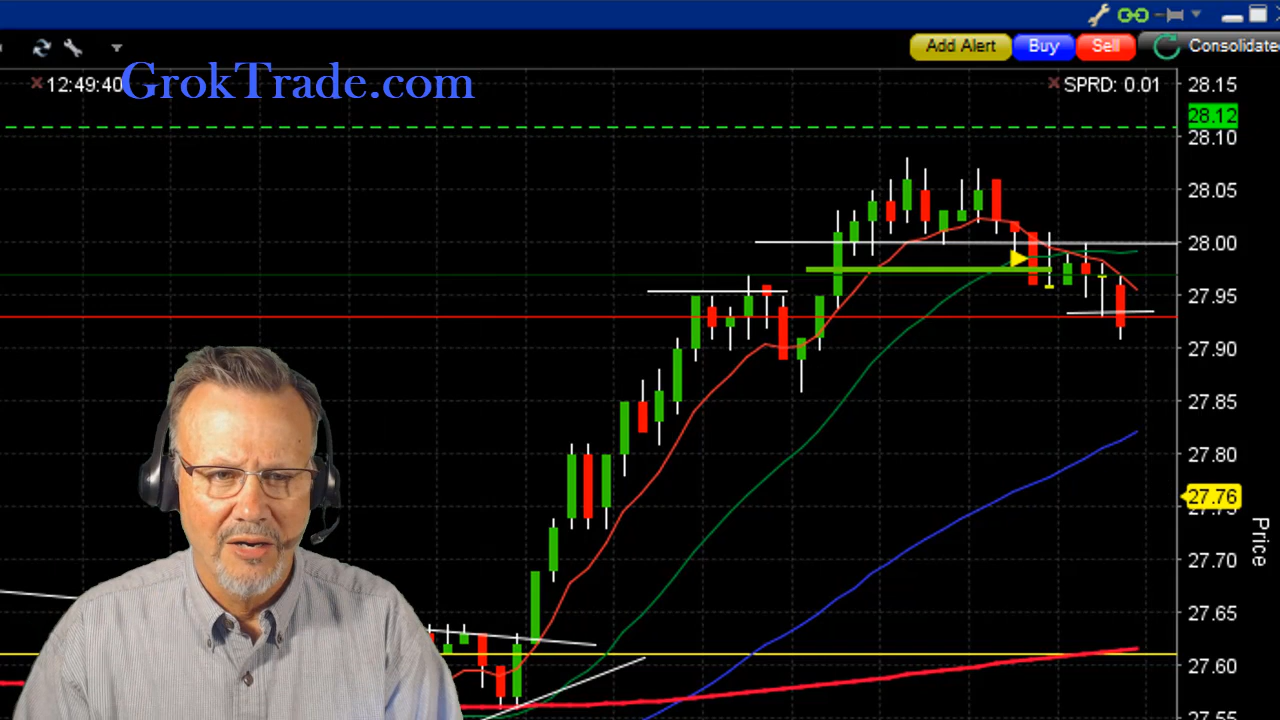 Add Alert
Buy
Sell
Consolidate
12:49:40
GrokTrade.com
SPRD: 0.01
28.15
28.12
28.10
28.05
28.00
27.95
27.90
27.85
27.80
27.76
27.70
27.65
27.60
Price